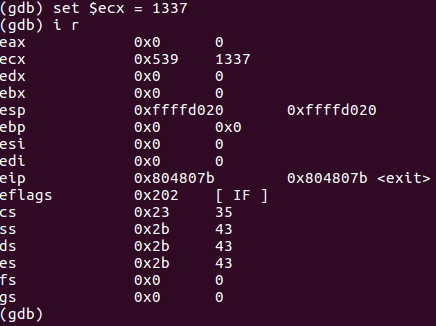 (gdb) set $ecx = 1337
(gdb) i r
eax 0x0 0
ecx 0x539 1337
edx 0x0 0
ebx 0x0 0
esp 0xffffd020 0xffffd020
ebp 0x0 0x0
esi 0x0 0
edi 0x0 0
eip 0x804807b 0x804807b <exit>
eflags 0x202 [ IF ]
cs 0x23 35
ss 0x2b 43
ds 0x2b 43
es 0x2b 43
fs 0x0 0
gs 0x0 0
(gdb)